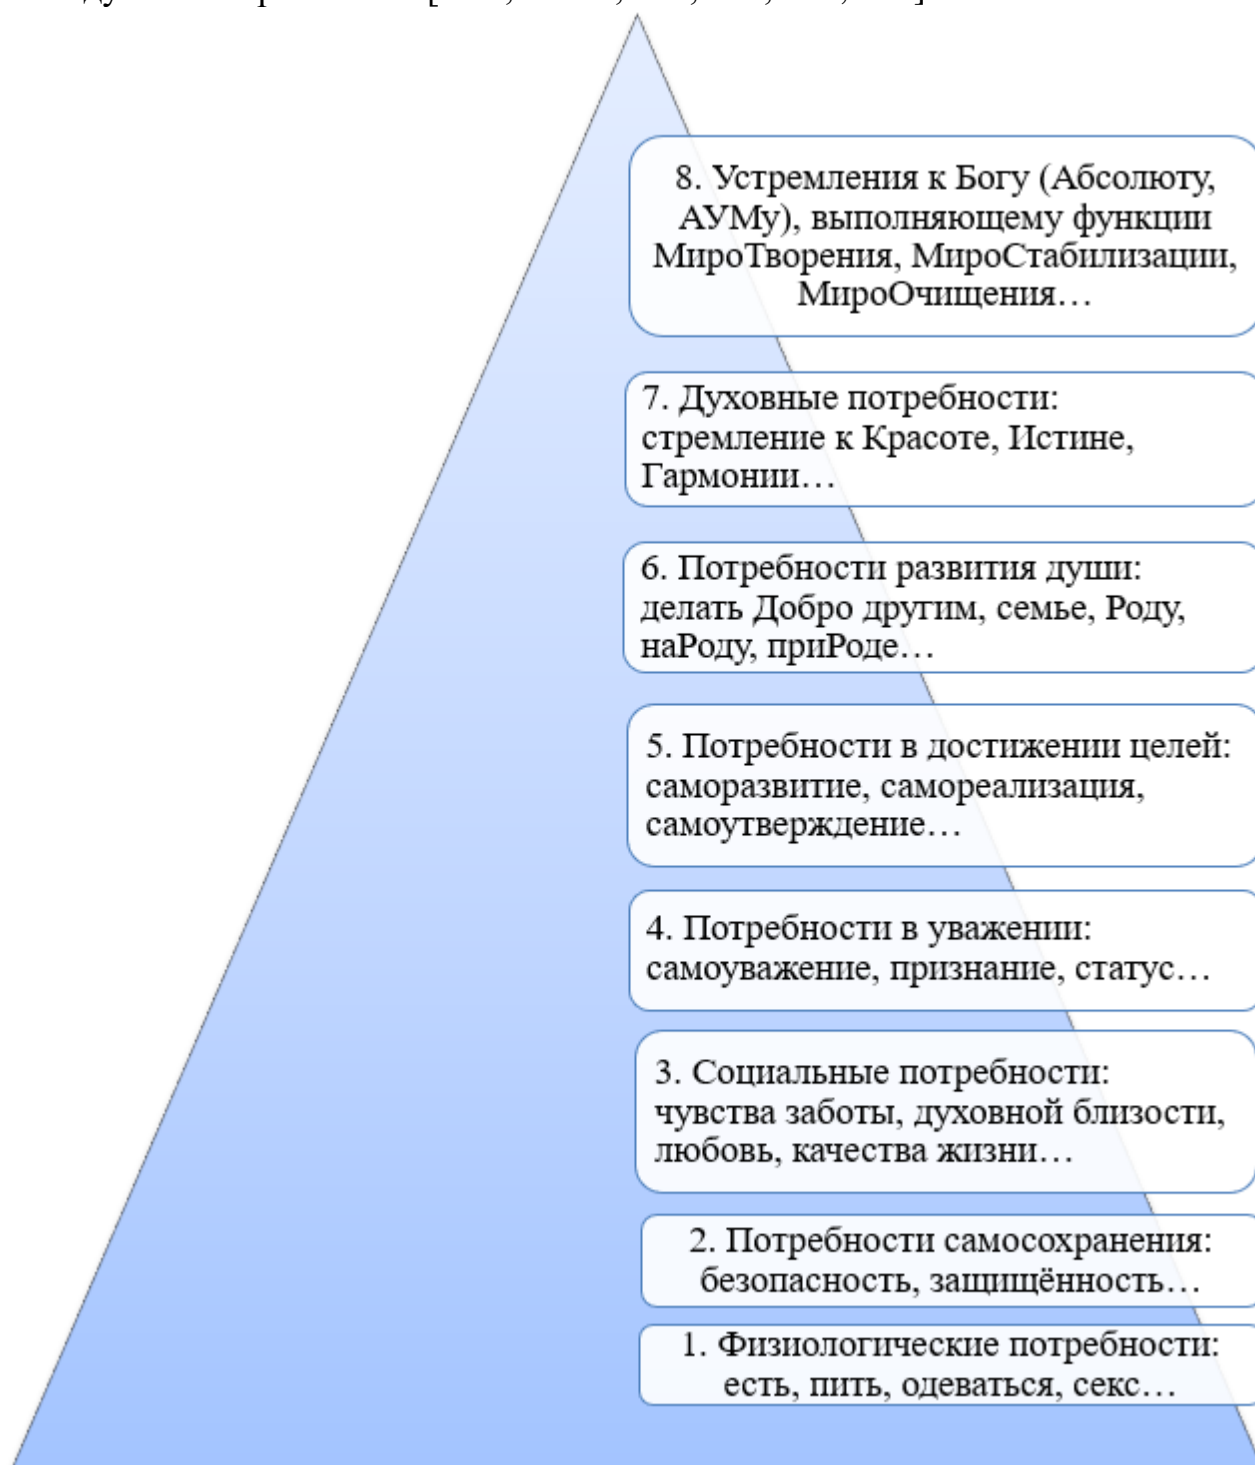 8. Устремления к Богу (Абсолюту,
АУМу), выполняющему функции
МироТворения, МироСтабилизации,
МироОчищения…
7. Духовные потребности:
стремление к Красоте, Истине,
Гармонии…
6. Потребности развития души:
делать Добро другим, семье, Роду,
наРоду, приРоде…
5. Потребности в достижении целей:
саморазвитие, самореализация,
самоутверждение…
4. Потребности в уважении:
самоуважение, признание, статус…
3. Социальные потребности:
чувства заботы, духовной близости,
любовь, качества жизни…
2. Потребности самосохранения:
безопасность, защищённость…
1. Физиологические потребности:
есть, пить, одеваться, секс…